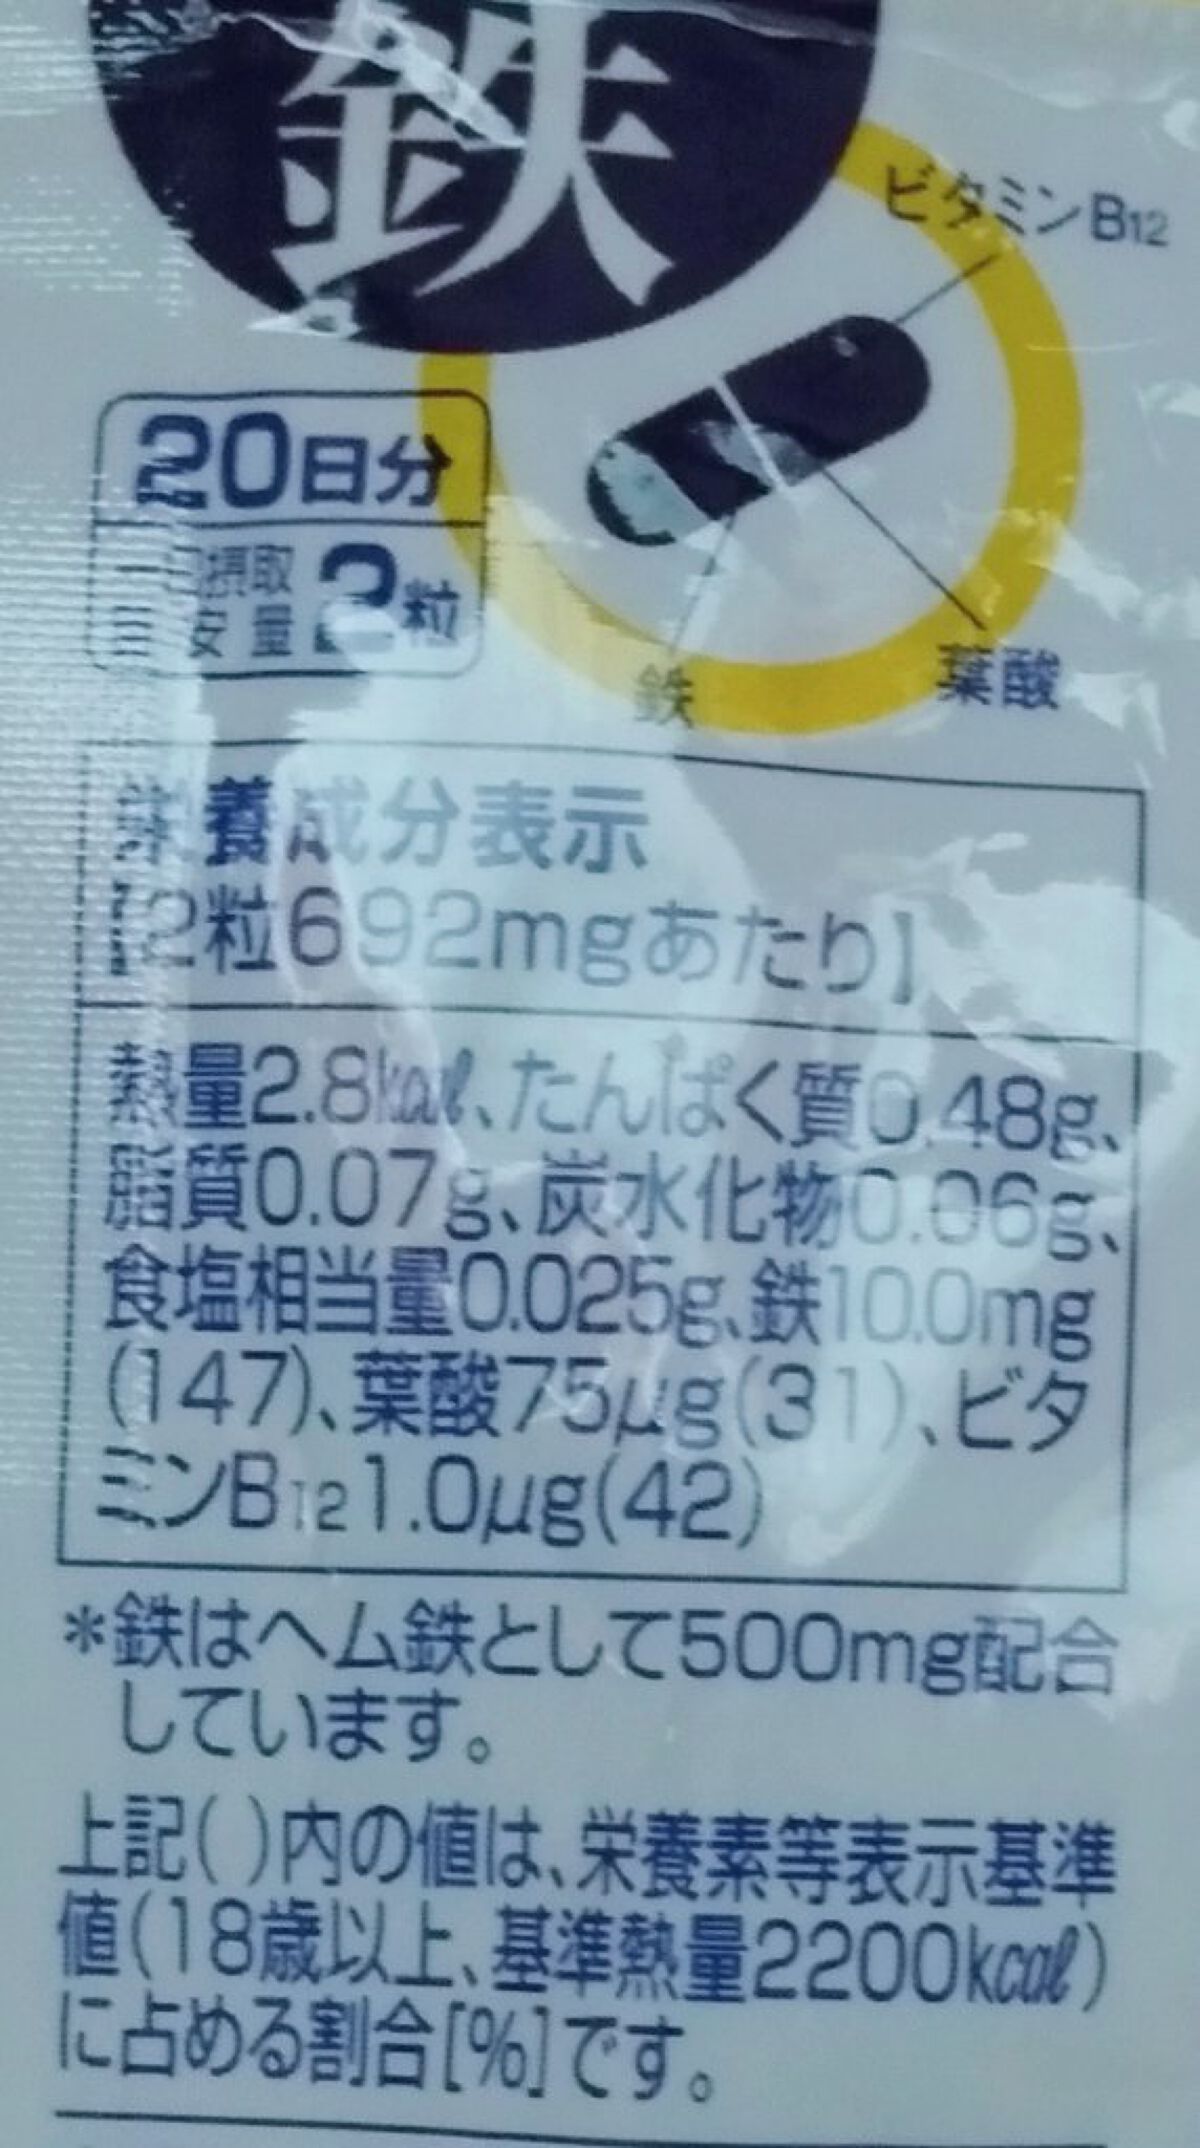 鉄
ビタミンB12
20日分
一日摂取
目安量2粒
鉄
葉酸
栄養成分表示
【2粒692mgあたり】
熱量2.8kcal、たんぱく質0.48g、
脂質0.07g、炭水化物0.06g、
食塩相当量0.025g、鉄10.0mg
(147)、葉酸75μg(31)、ビタ
ミンB12 1.0μg(42)
*鉄はヘム鉄として500mg配合
しています。
上記( )内の値は、栄養素等表示基準
値(18歳以上、基準熱量2200kcal)
に占める割合[%]です。